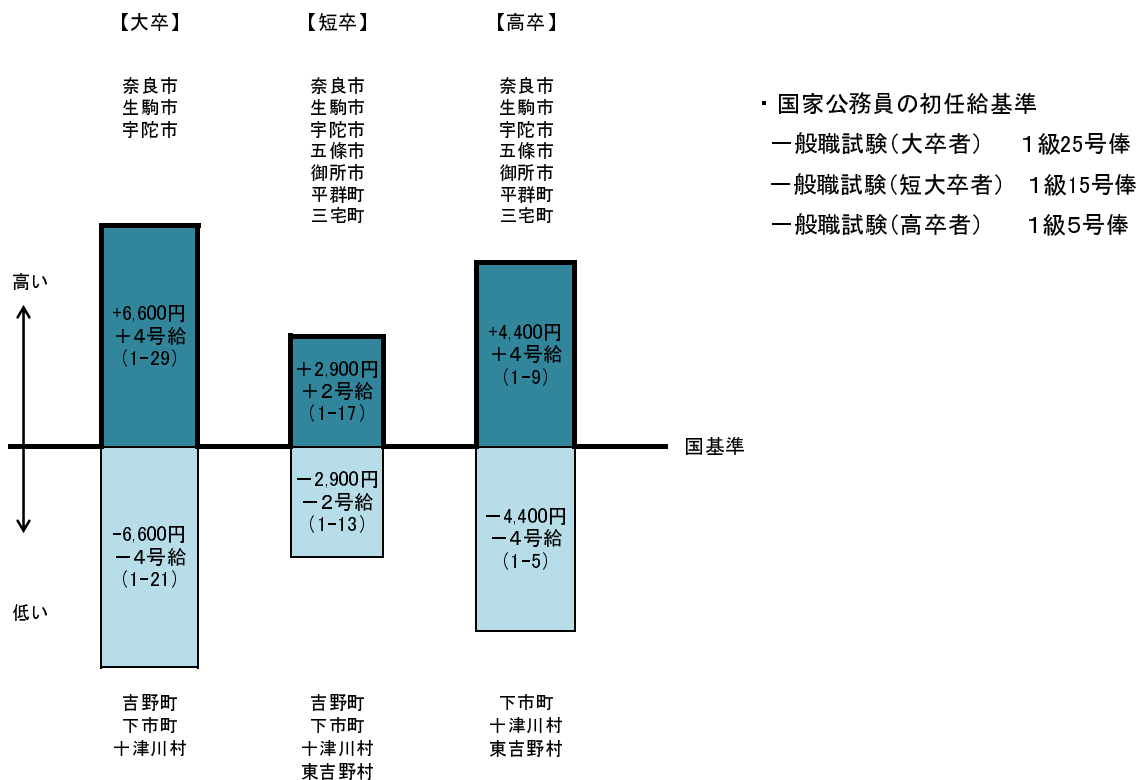 【大卒】
奈良市
生駒市
宇陀市
【短卒】
奈良市
生駒市
宇陀市
五條市
御所市
平群町
三宅町
【高卒】
奈良市
生駒市
宇陀市
五條市
御所市
平群町
三宅町
・国家公務員の初任給基準
一般職試験(大卒者) 1級25号俸
一般職試験(短大卒者) 1級15号俸
一般職試験(高卒者) 1級5号俸
高い
低い
+6,600円
+4号給
(1-29)
+2,900円
+2号給
(1-17)
+4,400円
+4号給
(1-9)
国基準
-6,600円
-4号給
(1-21)
-2,900円
-2号給
(1-13)
-4,400円
-4号給
(1-5)
吉野町
下市町
十津川村
吉野町
下市町
十津川村
東吉野村
下市町
十津川村
東吉野村